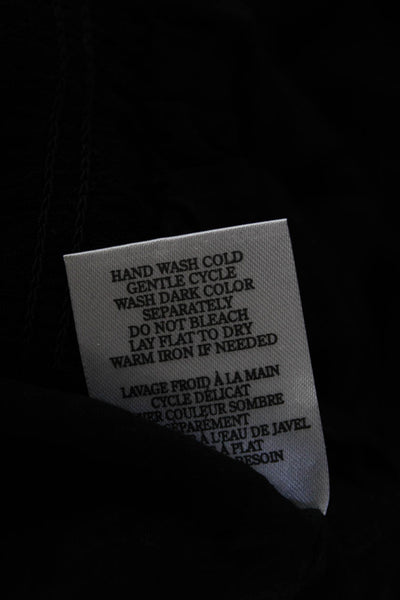 HAND WASH COLD
GENTLE CYCLE
WASH DARK COLOR
SEPARATELY
DO NOT BLEACH
LAY FLAT TO DRY
WARM IRON IF NEEDED
LAVAGE FROID À LA MAIN
CYCLE DÉLICAT
COULEUR SOMBRE
À L'EAU DE JAVEL
À PLAT
BESOIN